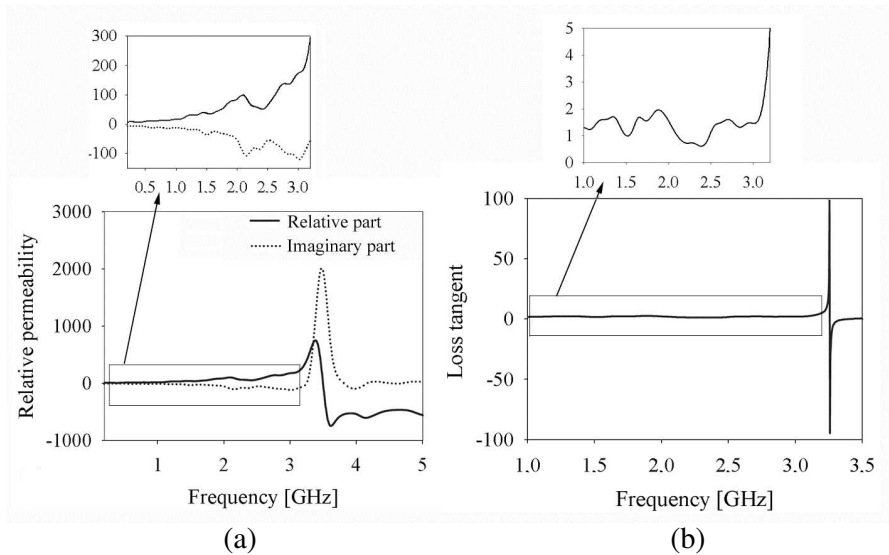 300
200
100
0
-100
0.5 1.0 1.5 2.0 2.5 3.0
3000
2000
1000
0
-1000
Relative part
Imaginary part
Relative permeability
1 2 3 4 5
Frequency [GHz]
(a)
5
4
3
2
1
0
1.0 1.5 2.0 2.5 3.0
100
50
0
-50
-100
Loss tangent
1.0 1.5 2.0 2.5 3.0 3.5
Frequency [GHz]
(b)